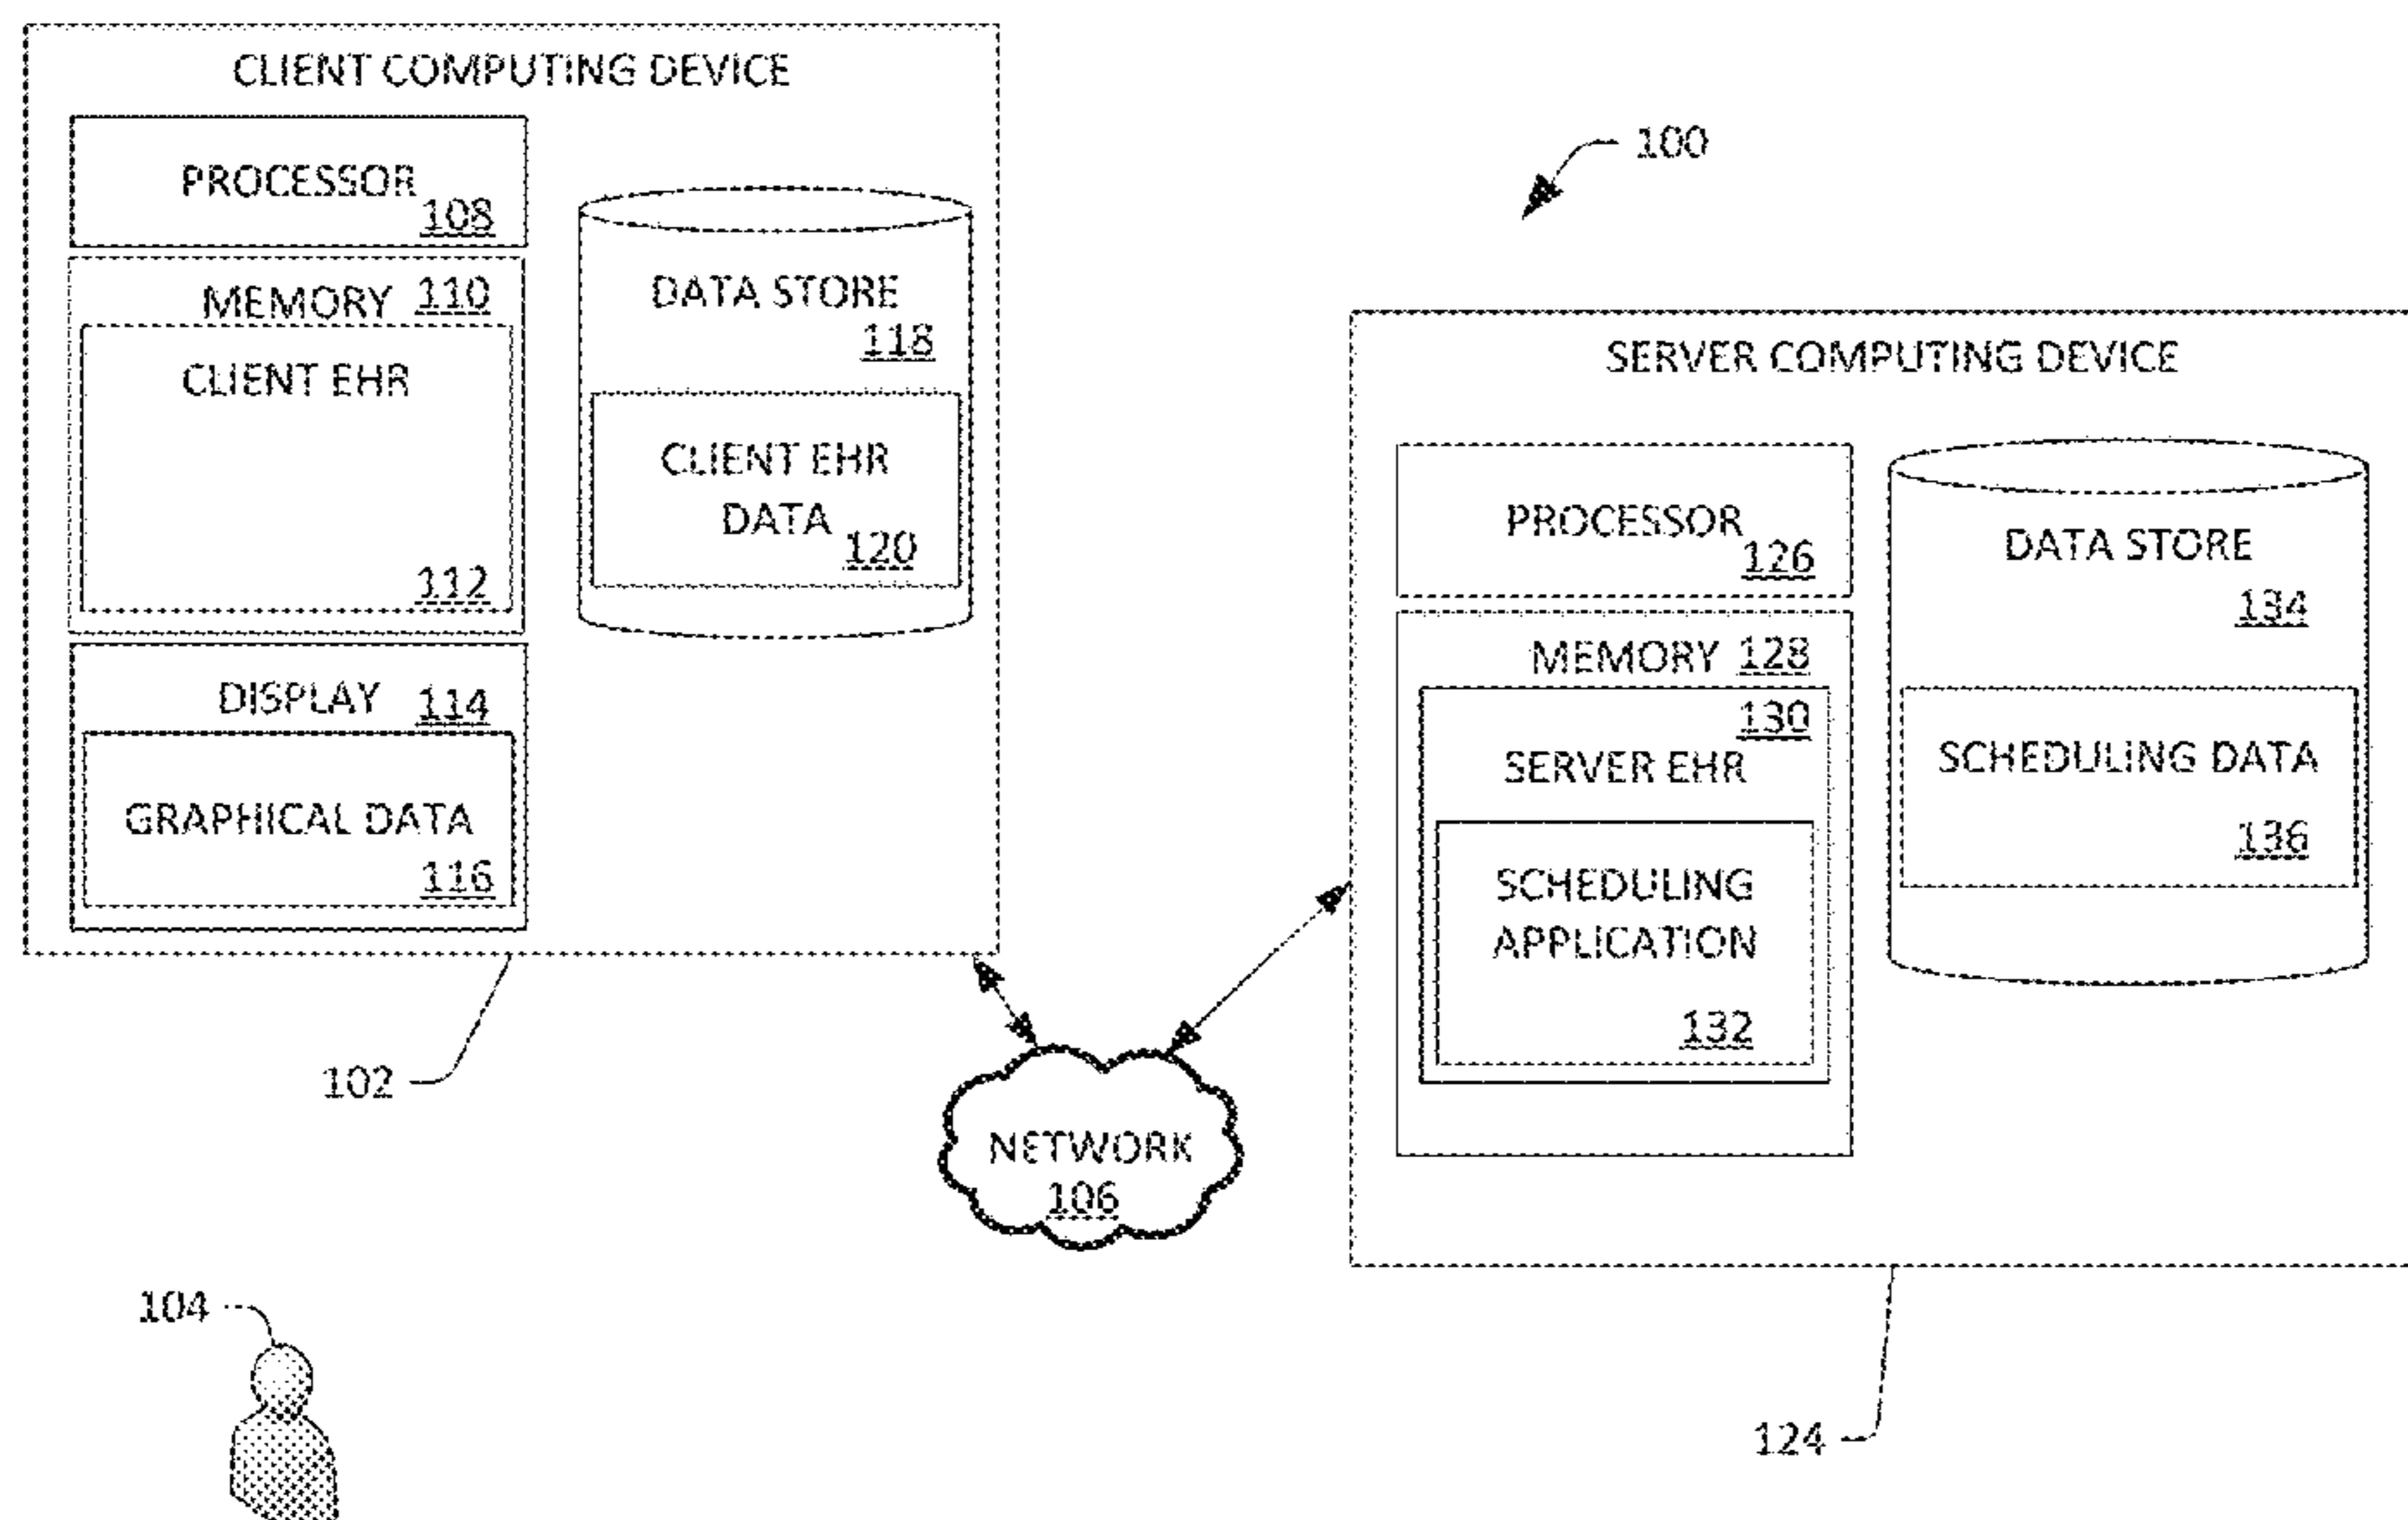 CLIENT COMPUTING DEVICE
PROCESSOR
108
MEMORY 110
CLIENT EHR
112
DISPLAY 114
GRAPHICAL DATA
116
DATA STORE
118
CLIENT EHR
DATA
120
102
100
SERVER COMPUTING DEVICE
PROCESSOR
126
MEMORY 128
130
SERVER EHR
SCHEDULING
APPLICATION
132
DATA STORE
134
SCHEDULING DATA
136
124
NETWORK
106
104